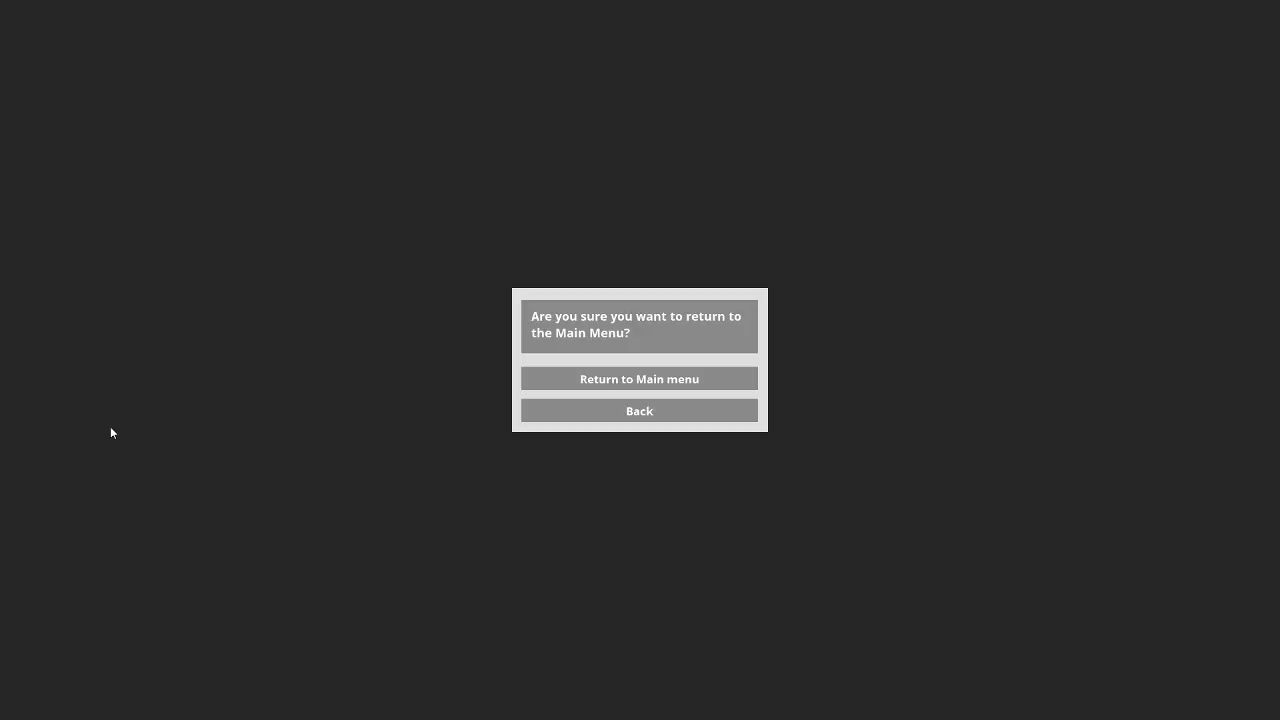 Are you sure you want to return to
the Main Menu?
Return to Main menu
Back